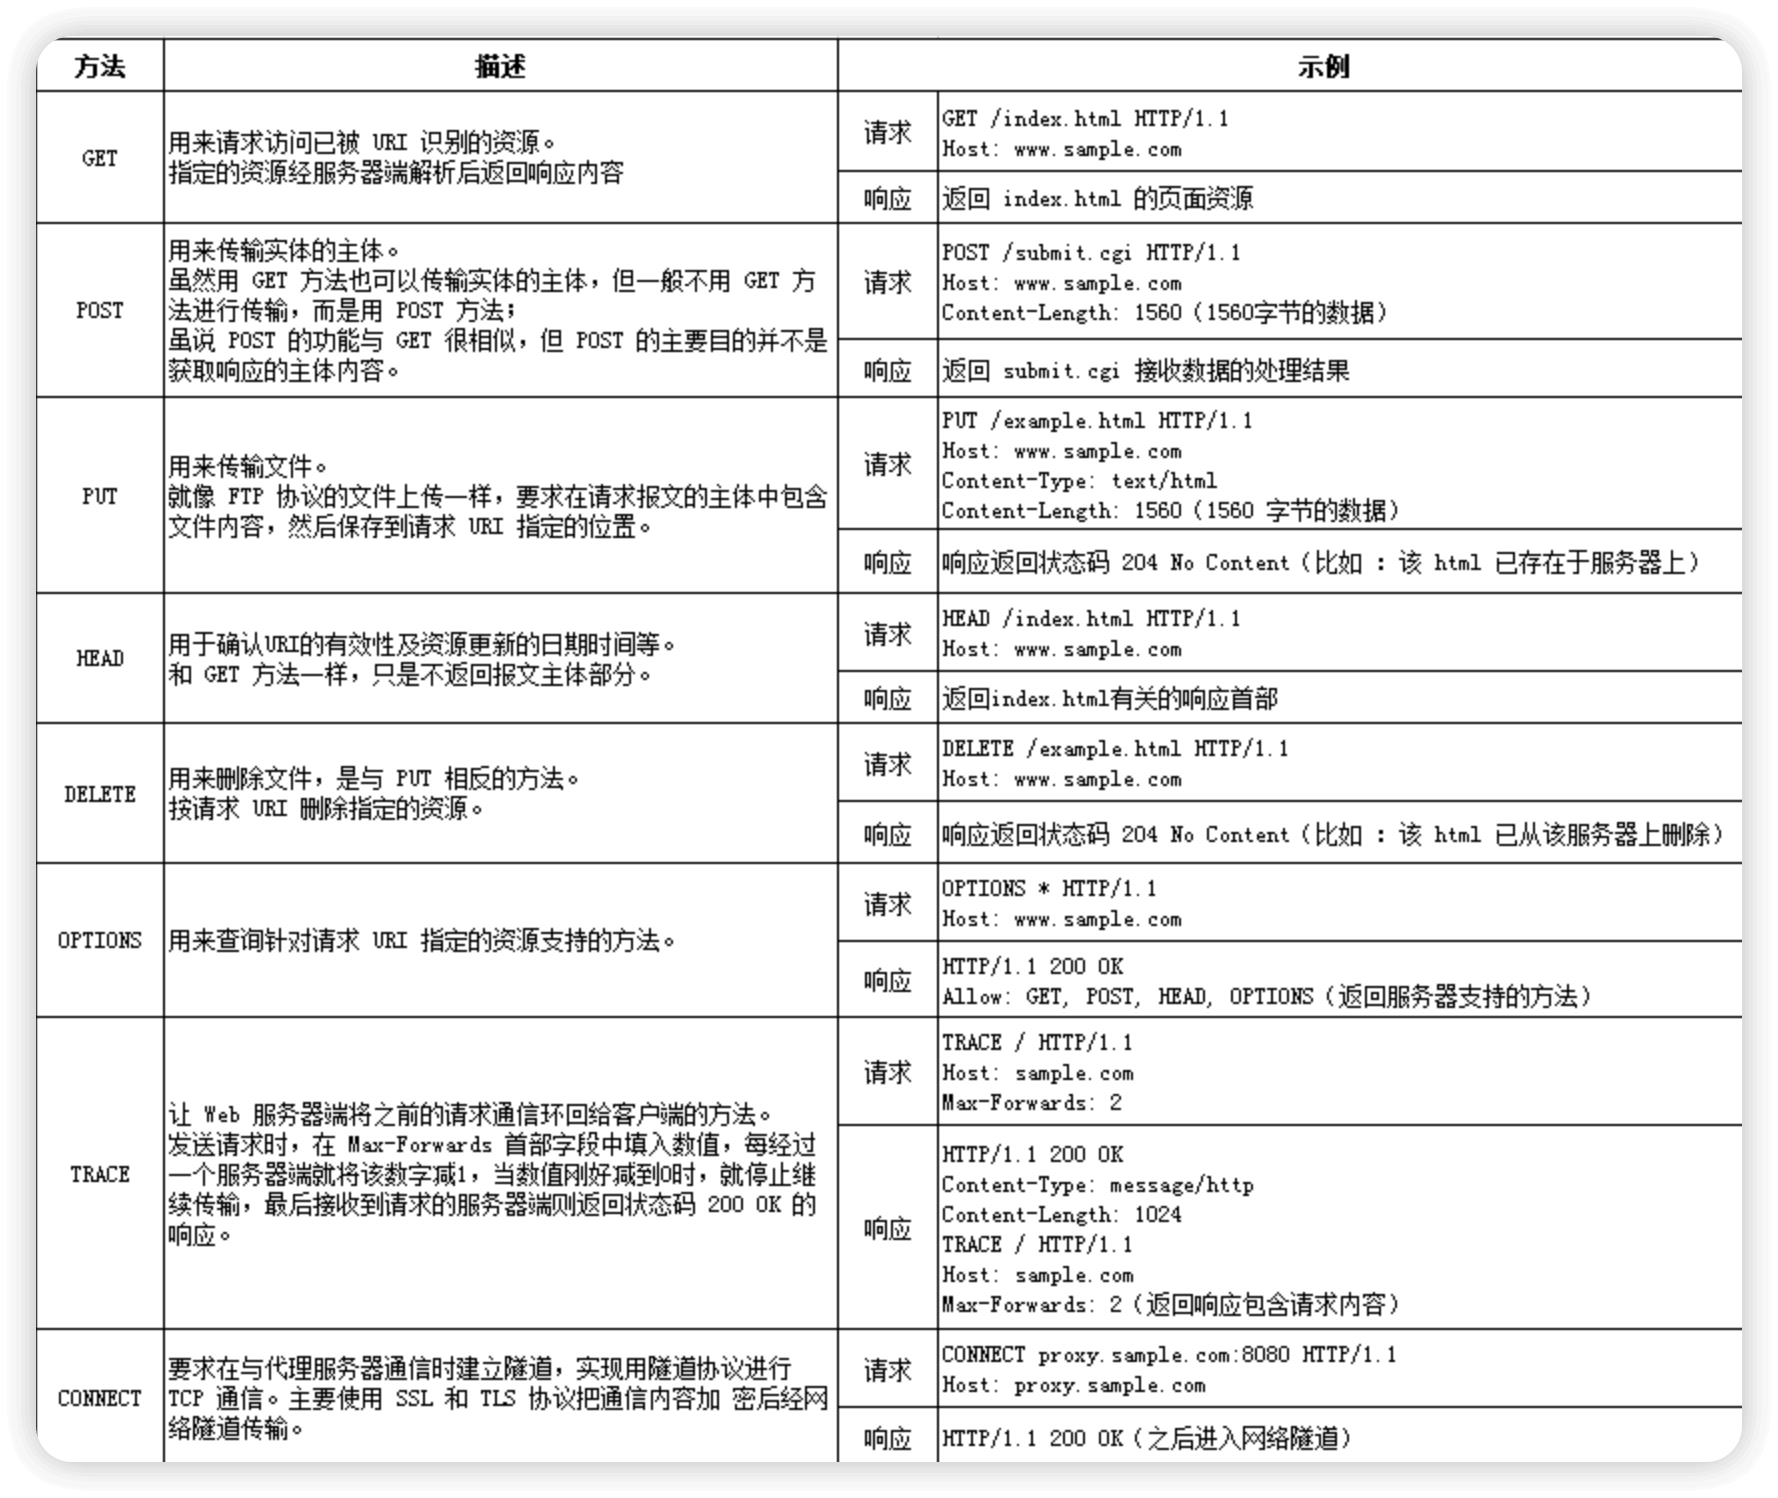 方法 描述 示例
GET
用来请求访问已被 URI 识别的资源。
指定的资源经服务器端解析后返回响应内容
请求
GET /index.html HTTP/1.1
Host: www.sample.com
响应
返回 index.html 的页面资源
POST
用来传输实体的主体。
虽然用 GET 方法也可以传输实体的主体，但一般不用 GET 方
法进行传输，而是用 POST 方法；
虽说 POST 的功能与 GET 很相似，但 POST 的主要目的并不是
获取响应的主体内容。
请求
POST /submit.cgi HTTP/1.1
Host: www.sample.com
Content-Length: 1560（1560字节的数据）
响应
返回 submit.cgi 接收数据的处理结果
PUT
用来传输文件。
就像 FTP 协议的文件上传一样，要求在请求报文的主体中包含
文件内容，然后保存到请求 URI 指定的位置。
请求
PUT /example.html HTTP/1.1
Host: www.sample.com
Content-Type: text/html
Content-Length: 1560（1560 字节的数据）
响应
响应返回状态码 204 No Content（比如 ：该 html 已存在于服务器上）
HEAD
用于确认URI的有效性及资源更新的日期时间等。
和 GET 方法一样，只是不返回报文主体部分。
请求
HEAD /index.html HTTP/1.1
Host: www.sample.com
响应
返回index.html有关的响应首部
DELETE
用来删除文件，是与 PUT 相反的方法。
按请求 URI 删除指定的资源。
请求
DELETE /example.html HTTP/1.1
Host: www.sample.com
响应
响应返回状态码 204 No Content（比如 ：该 html 已从该服务器上删除）
OPTIONS
用来查询针对请求 URI 指定的资源支持的方法。
请求
OPTIONS * HTTP/1.1
Host: www.sample.com
响应
HTTP/1.1 200 OK
Allow: GET, POST, HEAD, OPTIONS（返回服务器支持的方法）
TRACE
让 Web 服务器端将之前的请求通信环回给客户端的方法。
发送请求时，在 Max-Forwards 首部字段中填入数值，每经过
一个服务器端就将该数字减1，当数值刚好减到0时，就停止继
续传输，最后接收到请求的服务器端则返回状态码 200 OK 的
响应。
请求
TRACE / HTTP/1.1
Host: sample.com
Max-Forwards: 2
响应
HTTP/1.1 200 OK
Content-Type: message/http
Content-Length: 1024
TRACE / HTTP/1.1
Host: sample.com
Max-Forwards: 2（返回响应包含请求内容）
CONNECT
要求在与代理服务器通信时建立隧道，实现用隧道协议进行
TCP 通信。主要使用 SSL 和 TLS 协议把通信内容加 密后经网
络隧道传输。
请求
CONNECT proxy.sample.com:8080 HTTP/1.1
Host: proxy.sample.com
响应
HTTP/1.1 200 OK（之后进入网络隧道）